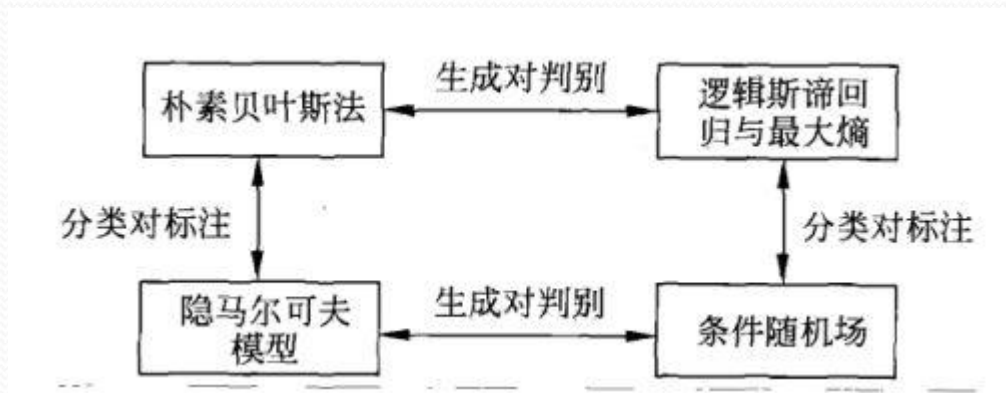 生成对判别
朴素贝叶斯法
逻辑斯谛回
归与最大熵
分类对标注
分类对标注
生成对判别
隐马尔可夫
模型
条件随机场